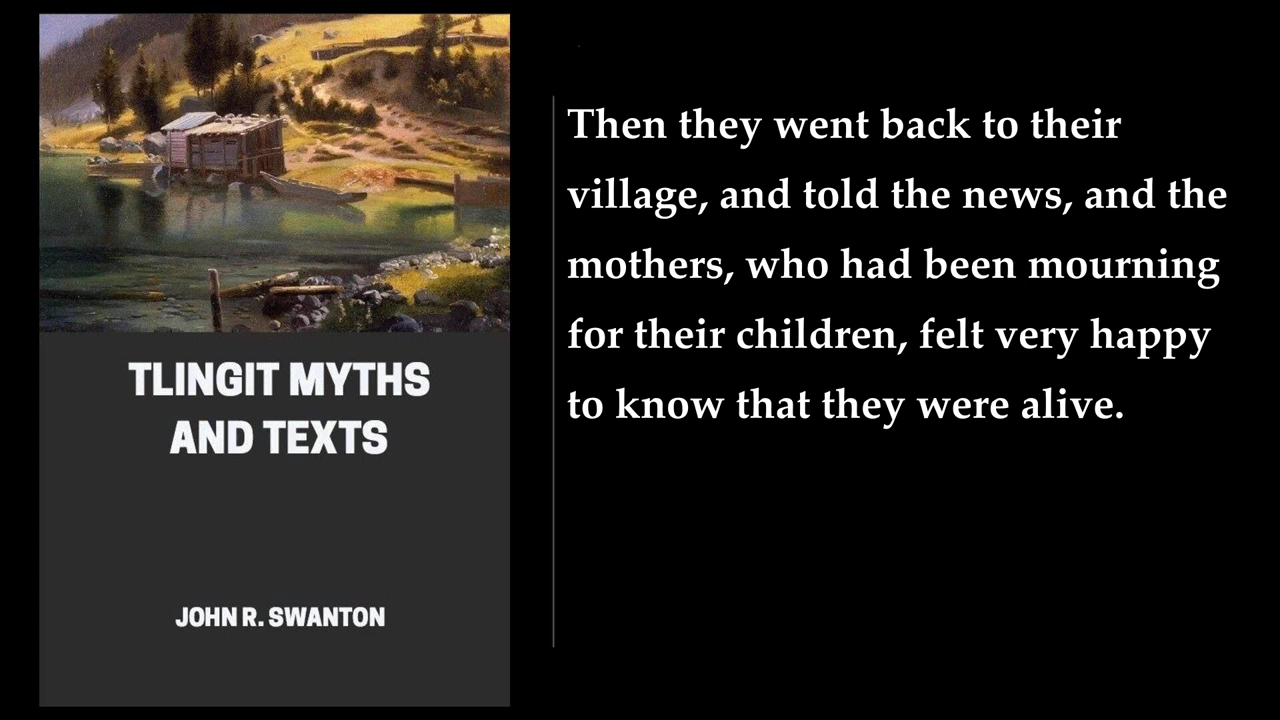 TLINGIT MYTHS
AND TEXTS
JOHN R. SWANTON
Then they went back to their
village, and told the news, and the
mothers, who had been mourning
for their children, felt very happy
to know that they were alive.